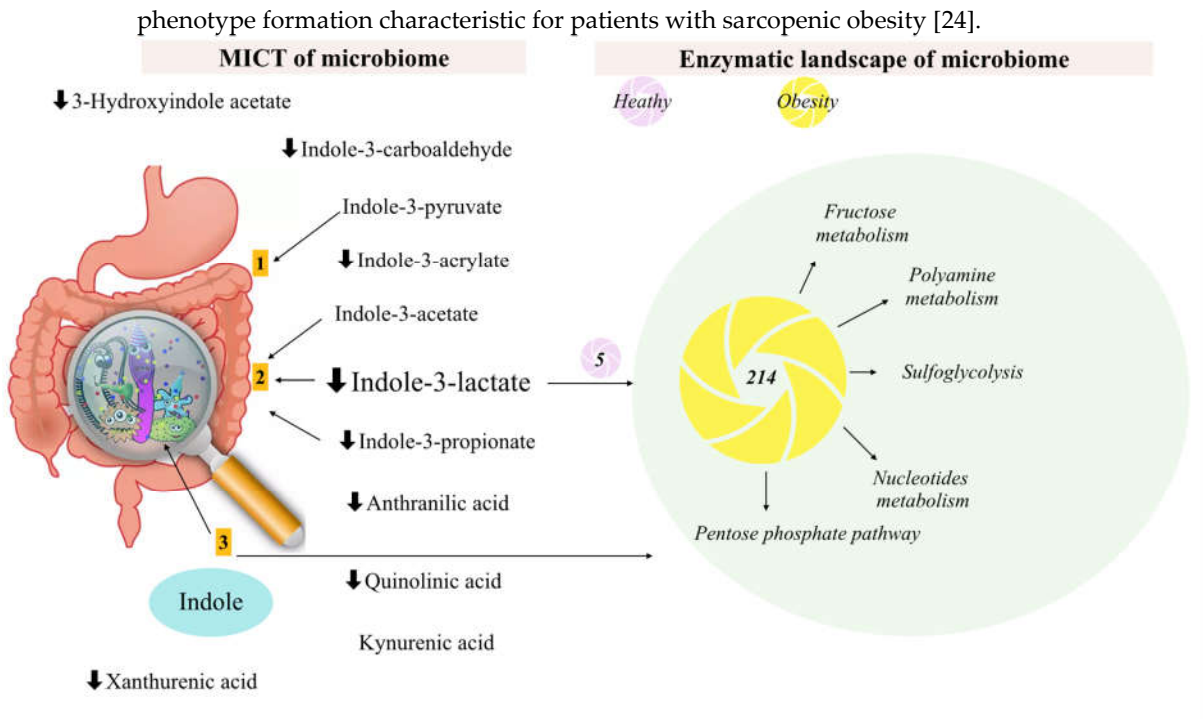 phenotype formation characteristic for patients with sarcopenic obesity [24].
MICT of microbiome
Enzymatic landscape of microbiome
⬇3-Hydroxyindole acetate
Heathy
Obesity
⬇Indole-3-carboaldehyde
Indole-3-pyruvate
1
⬇Indole-3-acrylate
Indole-3-acetate
2
⬇Indole-3-lactate
5
⬇Indole-3-propionate
⬇Anthranilic acid
3
Indole
⬇Quinolinic acid
Kynurenic acid
⬇Xanthurenic acid
Fructose
metabolism
Polyamine
metabolism
214
Sulfoglycolysis
Nucleotides
metabolism
Pentose phosphate pathway